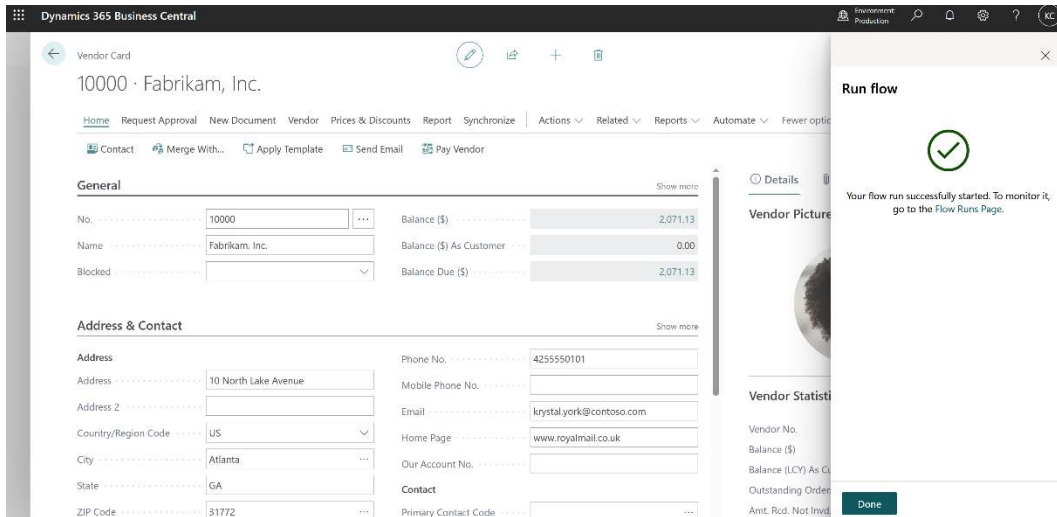 Dynamics 365 Business Central
Environment:
Production
KC
Vendor Card
10000 · Fabrikam, Inc.
Home Request Approval New Document Vendor Prices & Discounts Report Synchronize Actions Related Reports Automate Fewer optio
Contact Merge With... Apply Template Send Email Pay Vendor
General
Show more
No.
10000
Name
Fabrikam, Inc.
Blocked
Balance ($)
2,071.13
Balance ($) As Customer
0.00
Balance Due ($)
2,071.13
Address & Contact
Show more
Address
Address
10 North Lake Avenue
Address 2
Country/Region Code
US
City
Atlanta
State
GA
ZIP Code
31772
Phone No.
4255550101
Mobile Phone No.
Email
krystal.york@contoso.com
Home Page
www.royalmail.co.uk
Our Account No.
Contact
Primary Contact Code
Details
Vendor Picture
Vendor Statisti
Vendor No.
Balance ($)
Balance (LCY) As Cu
Outstanding Order
Amt. Rcd. Not Invd.
Run flow
Your flow run successfully started. To monitor it,
go to the Flow Runs Page.
Done